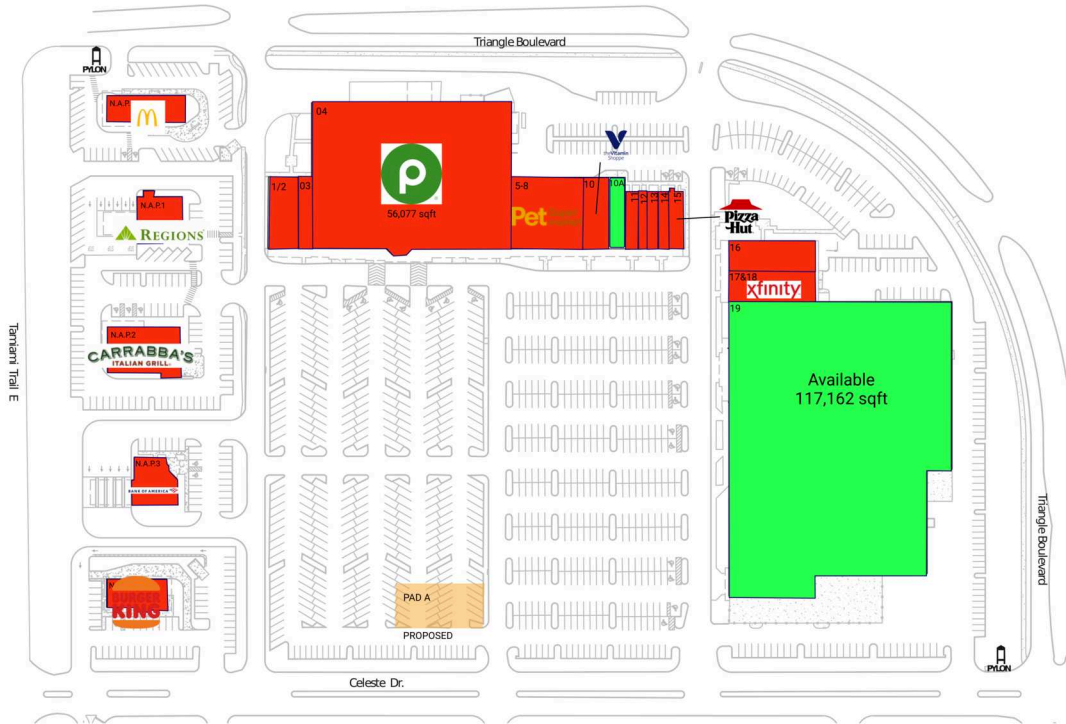 Triangle Boulevard
PYLON
N.A.P.
04
the Vitamin
Shoppe
1/2
03
56,077 sqft
5-8
Pet
10
10A
11
12
13
14
15
N.A.P.1
REGIONS
Pizza
Hut
16
17&18
xfinity
19
Available
117,162 sqft
Tamiami Trail E
N.A.P.2
CARRABBA'S
ITALIAN GRILL
N.A.P.3
BANK OF AMERICA
BURGER
KING
PAD A
PROPOSED
Triangle Boulevard
PYLON
Celeste Dr.